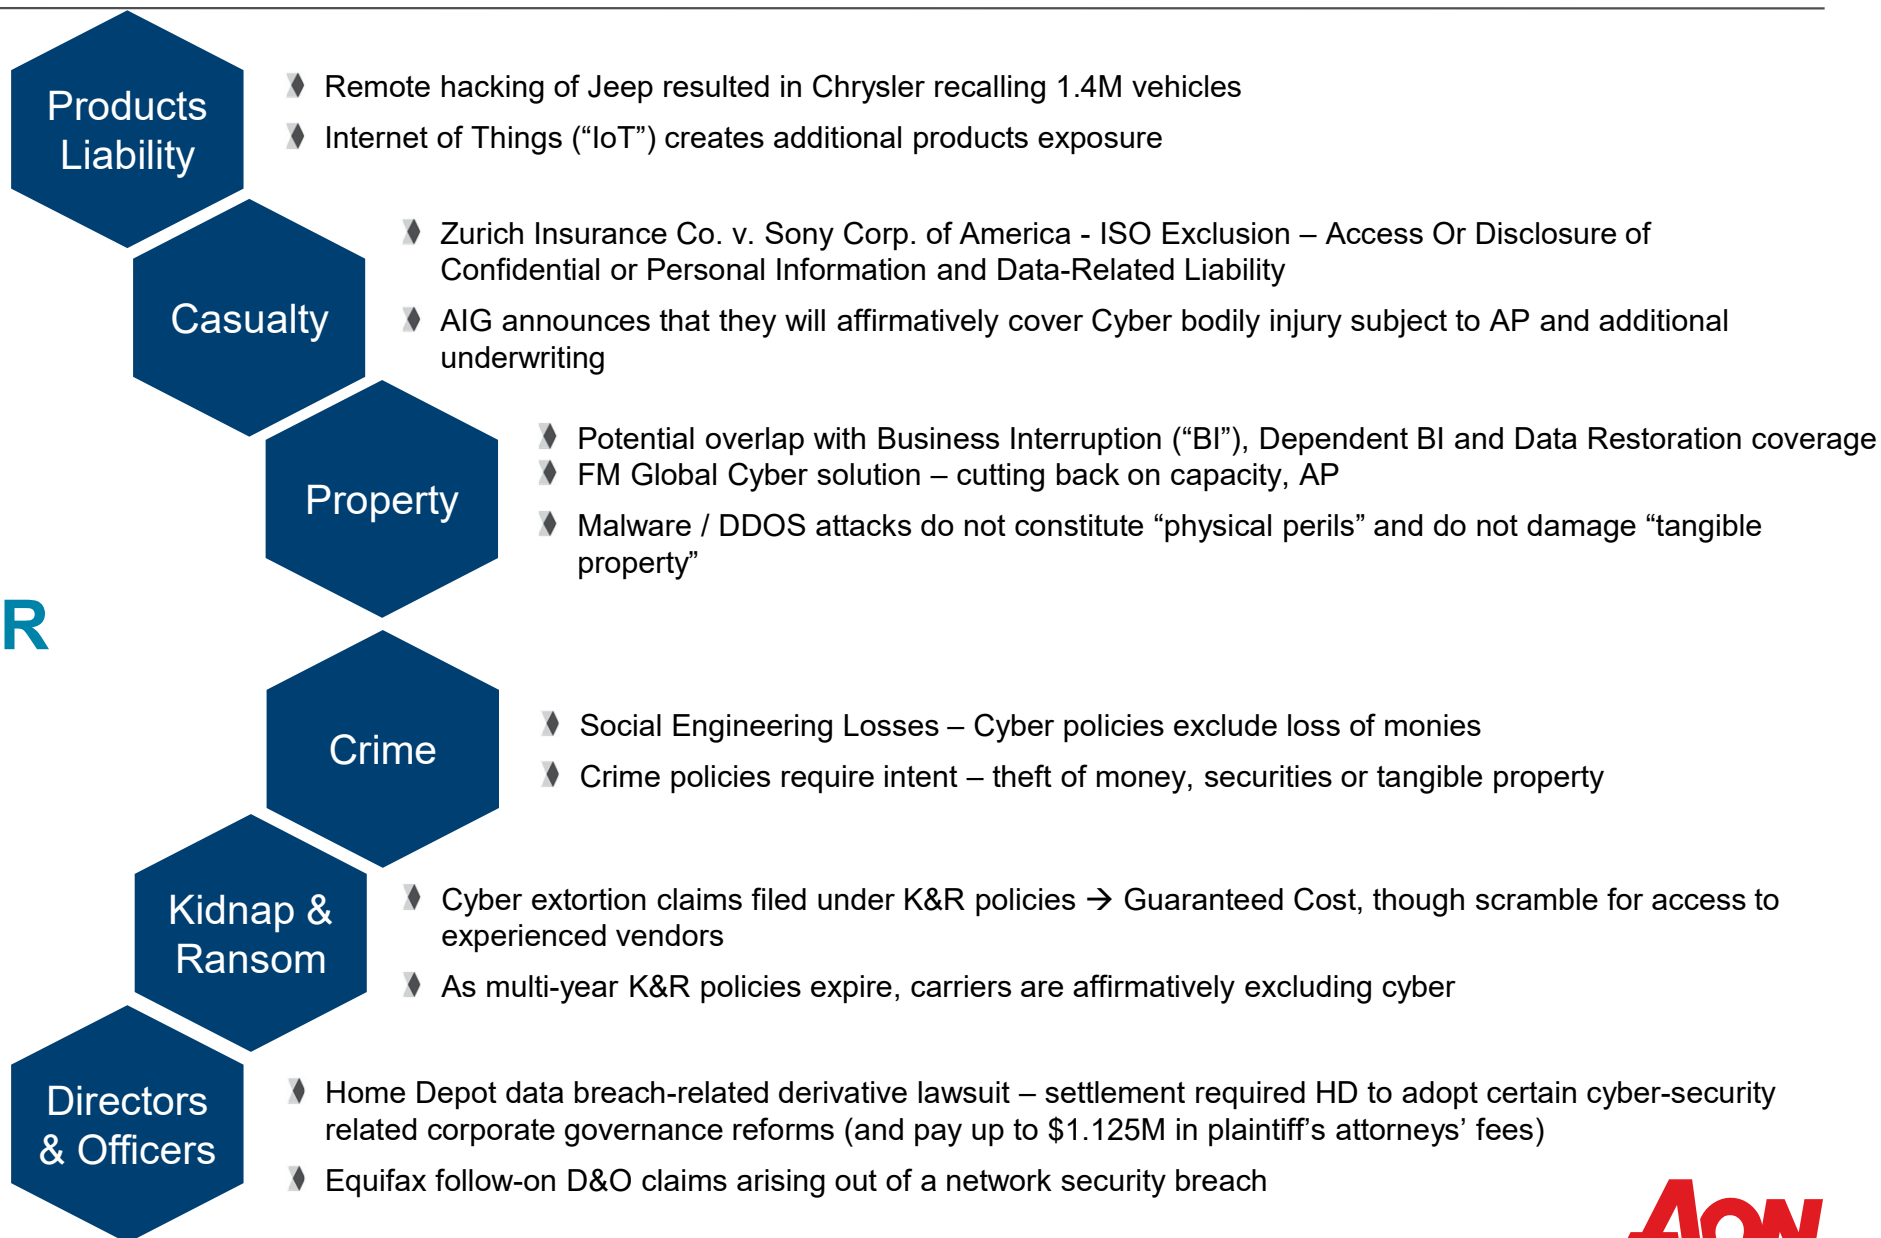 Products
Liability
Remote hacking of Jeep resulted in Chrysler recalling 1.4M vehicles
Internet of Things (“IoT”) creates additional products exposure
Casualty
Zurich Insurance Co. v. Sony Corp. of America - ISO Exclusion – Access Or Disclosure of
Confidential or Personal Information and Data-Related Liability
AIG announces that they will affirmatively cover Cyber bodily injury subject to AP and additional
underwriting
Property
Potential overlap with Business Interruption (“BI”), Dependent BI and Data Restoration coverage
FM Global Cyber solution – cutting back on capacity, AP
Malware / DDOS attacks do not constitute “physical perils” and do not damage “tangible
property”
R
Crime
Social Engineering Losses – Cyber policies exclude loss of monies
Crime policies require intent – theft of money, securities or tangible property
Kidnap &
Ransom
Cyber extortion claims filed under K&R policies → Guaranteed Cost, though scramble for access to
experienced vendors
As multi-year K&R policies expire, carriers are affirmatively excluding cyber
Directors
& Officers
Home Depot data breach-related derivative lawsuit – settlement required HD to adopt certain cyber-security
related corporate governance reforms (and pay up to $1.125M in plaintiff’s attorneys’ fees)
Equifax follow-on D&O claims arising out of a network security breach
AON